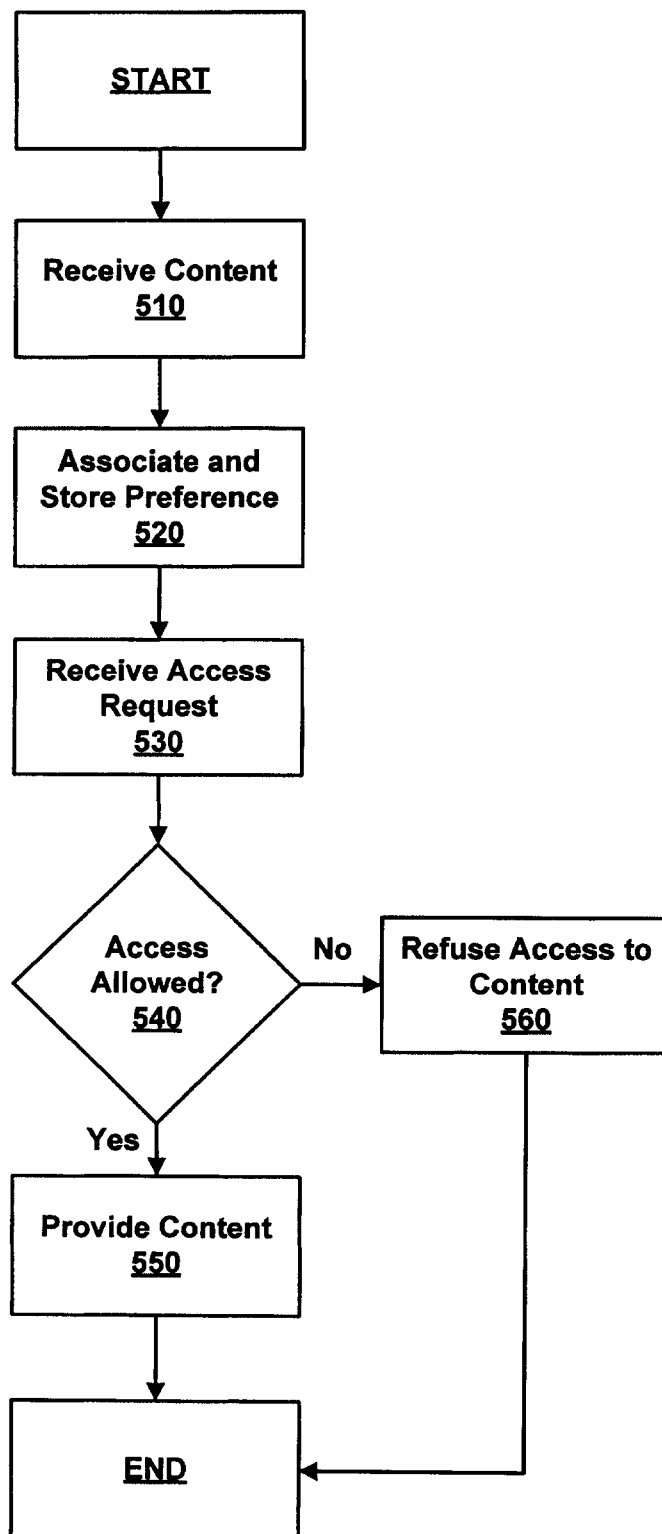 START
Receive Content
510
Associate and
Store Preference
520
Receive Access
Request
530
Access
Allowed?
540
No
Refuse Access to
Content
560
Yes
Provide Content
550
END